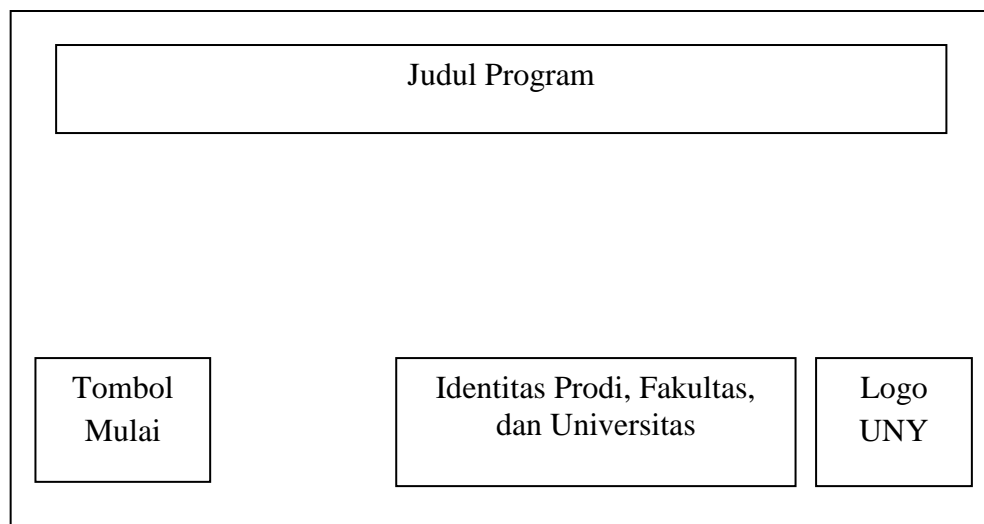 Judul Program
Tombol
Mulai
Identitas Prodi, Fakultas,
dan Universitas
Logo
UNY